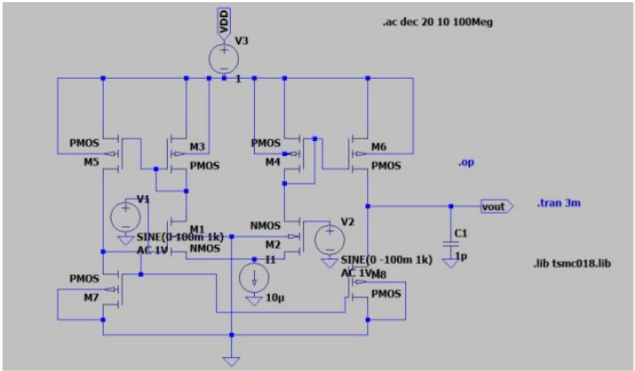 .ac dec 20 10 100Meg
VDD
V3
1
PMOS
M5
M3
PMOS
PMOS
M4
M6
PMOS
.op
V1
SINE(0 100m 1k)
AC 1V
M1
NMOS
NMOS
M2
V2
SINE(0 -100m 1k)
AC 1V
vout
.tran 3m
C1
1p
I1
10µ
.lib tsmc018.lib
PMOS
M7
M8
PMOS